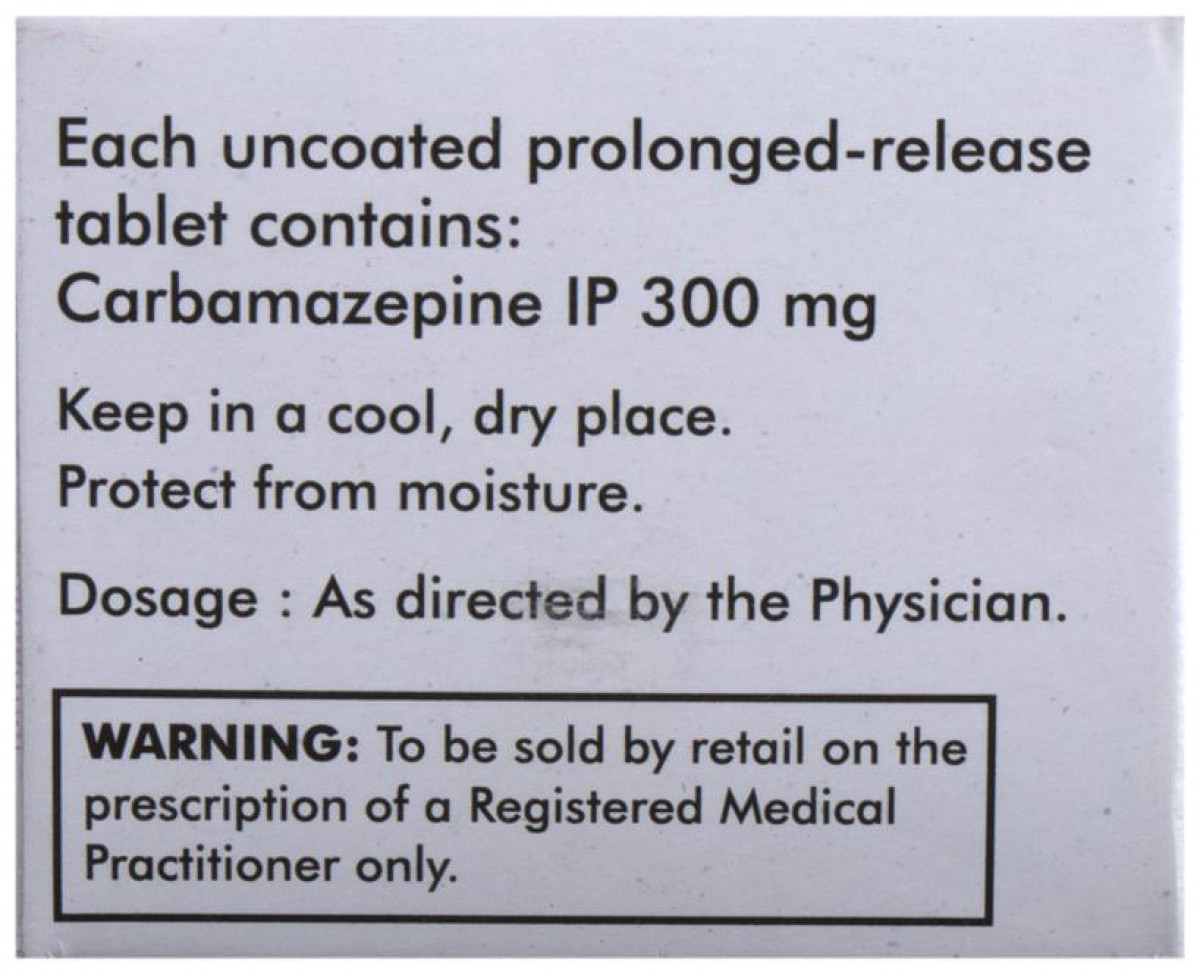 Each uncoated prolonged-release
tablet contains:
Carbamazepine IP 300 mg
Keep in a cool, dry place.
Protect from moisture.
Dosage : As directed by the Physician.
WARNING: To be sold by retail on the
prescription of a Registered Medical
Practitioner only.